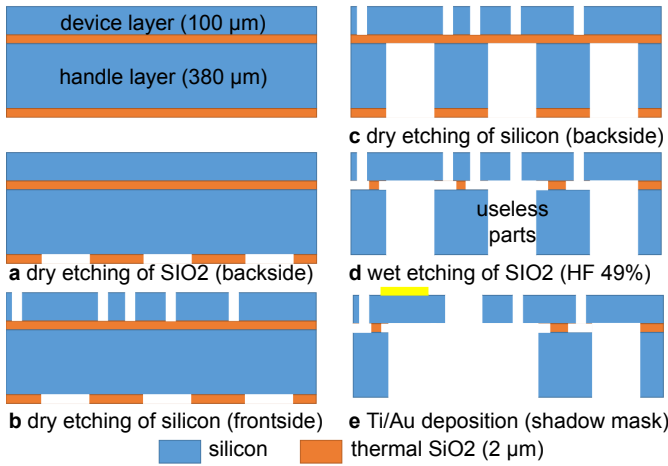 device layer (100 µm)
handle layer (380 µm)
a dry etching of SIO2 (backside)
b dry etching of silicon (frontside)
c dry etching of silicon (backside)
useless
parts
d wet etching of SIO2 (HF 49%)
e Ti/Au deposition (shadow mask)
silicon
thermal SiO2 (2 µm)